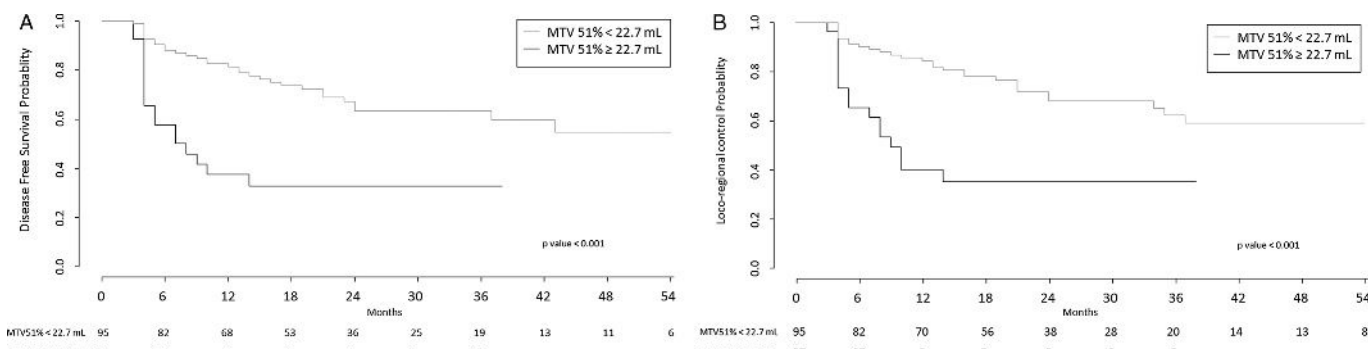 A
Disease Free Survival Probablity
1.0
0.8
0.6
0.4
0.2
0.0
MTV 51% < 22.7 mL
MTV 51% ≥ 22.7 mL
p value < 0.001
0 6 12 18 24 30 36 42 48 54
Months
MTV51% < 22.7 mL 95 82 68 53 36 25 19 13 11 6
B
Loco-regional control Probablity
1.0
0.8
0.6
0.4
0.2
0.0
MTV 51% < 22.7 mL
MTV 51% ≥ 22.7 mL
p value < 0.001
0 6 12 18 24 30 36 42 48 54
Months
MTV51% < 22.7 mL 95 82 70 56 38 28 20 14 13 8